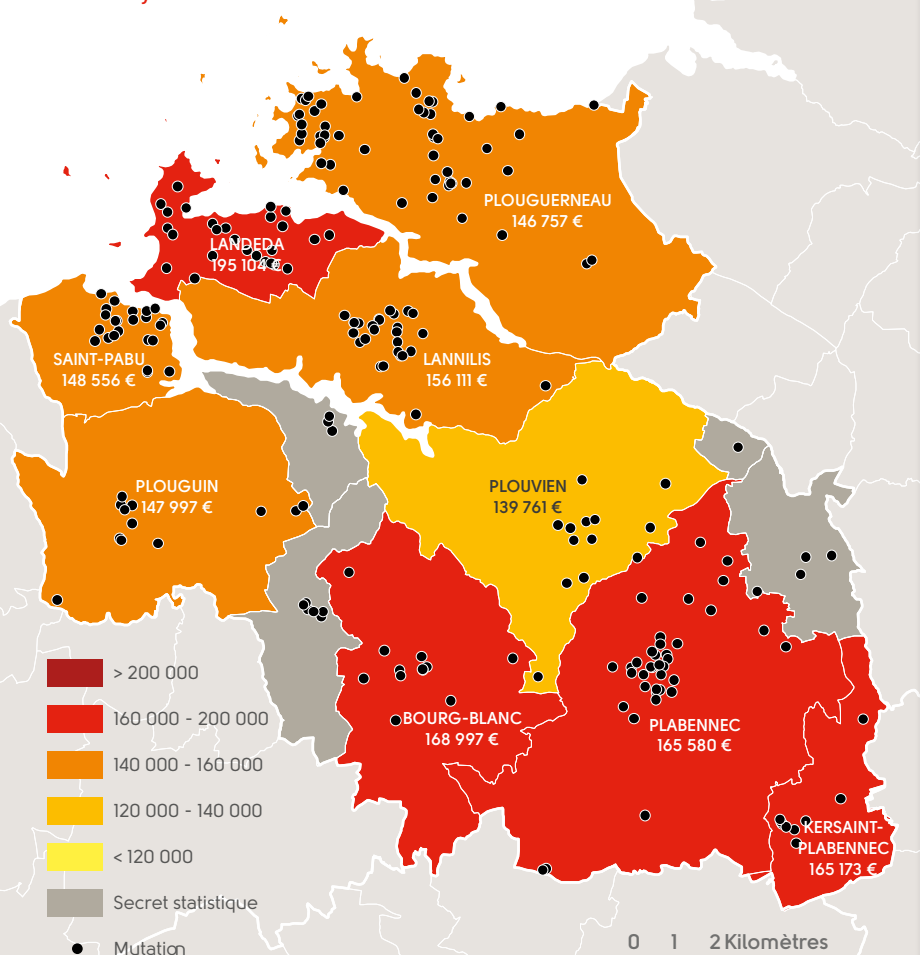 PLOUGUERNEAU
146 757 €
LANDEDA
195 104 €
SAINT-PABU
148 556 €
LANNILIS
156 111 €
PLOUGUIN
147 997 €
PLOUVIEN
139 761 €
BOURG-BLANC
168 997 €
PLABENNEC
165 580 €
KERSAINT-
PLABENNEC
165 173 €
> 200 000
160 000 - 200 000
140 000 - 160 000
120 000 - 140 000
< 120 000
Secret statistique
Mutation
0 1 2 Kilomètres